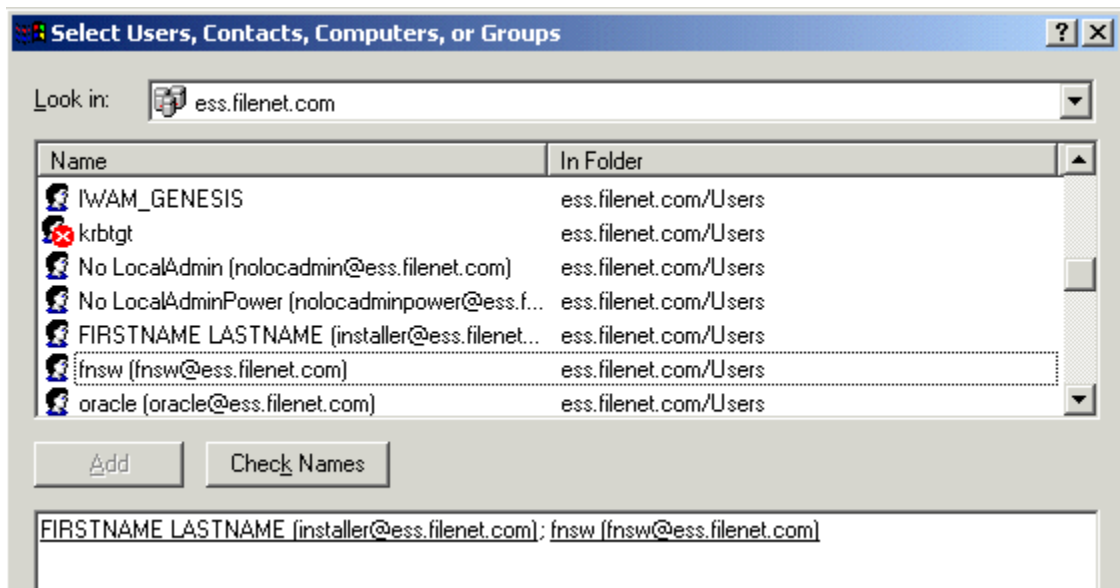 Select Users, Contacts, Computers, or Groups
Look in: ess.filenet.com
Name In Folder
IWAM_GENESIS ess.filenet.com/Users
krbtgt ess.filenet.com/Users
No LocalAdmin (nolocadmin@ess.filenet.com) ess.filenet.com/Users
No LocalAdminPower (nolocadminpower@ess.f... ess.filenet.com/Users
FIRSTNAME LASTNAME (installer@ess.filenet... ess.filenet.com/Users
fnsw (fnsw@ess.filenet.com) ess.filenet.com/Users
oracle (oracle@ess.filenet.com) ess.filenet.com/Users
Add Check Names
FIRSTNAME LASTNAME (installer@ess.filenet.com); fnsw (fnsw@ess.filenet.com)